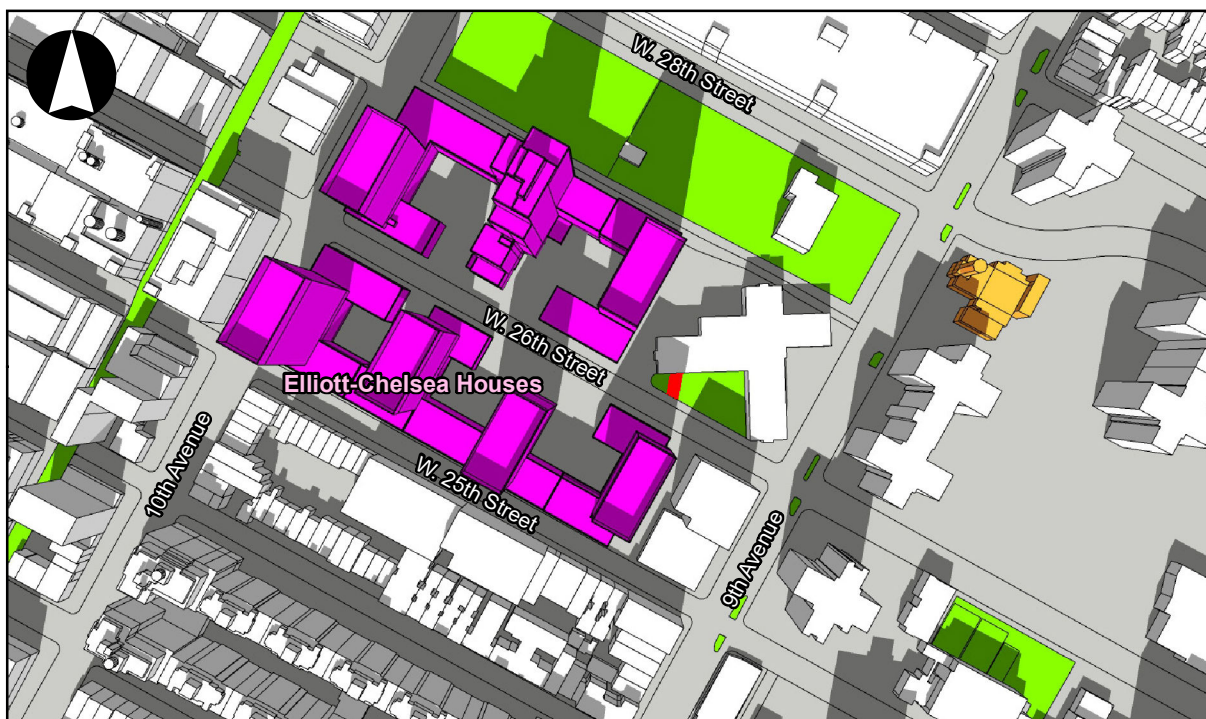 W. 28th Street
W. 26th Street
Elliott-Chelsea Houses
10th Avenue
W. 25th Street
9th Avenue